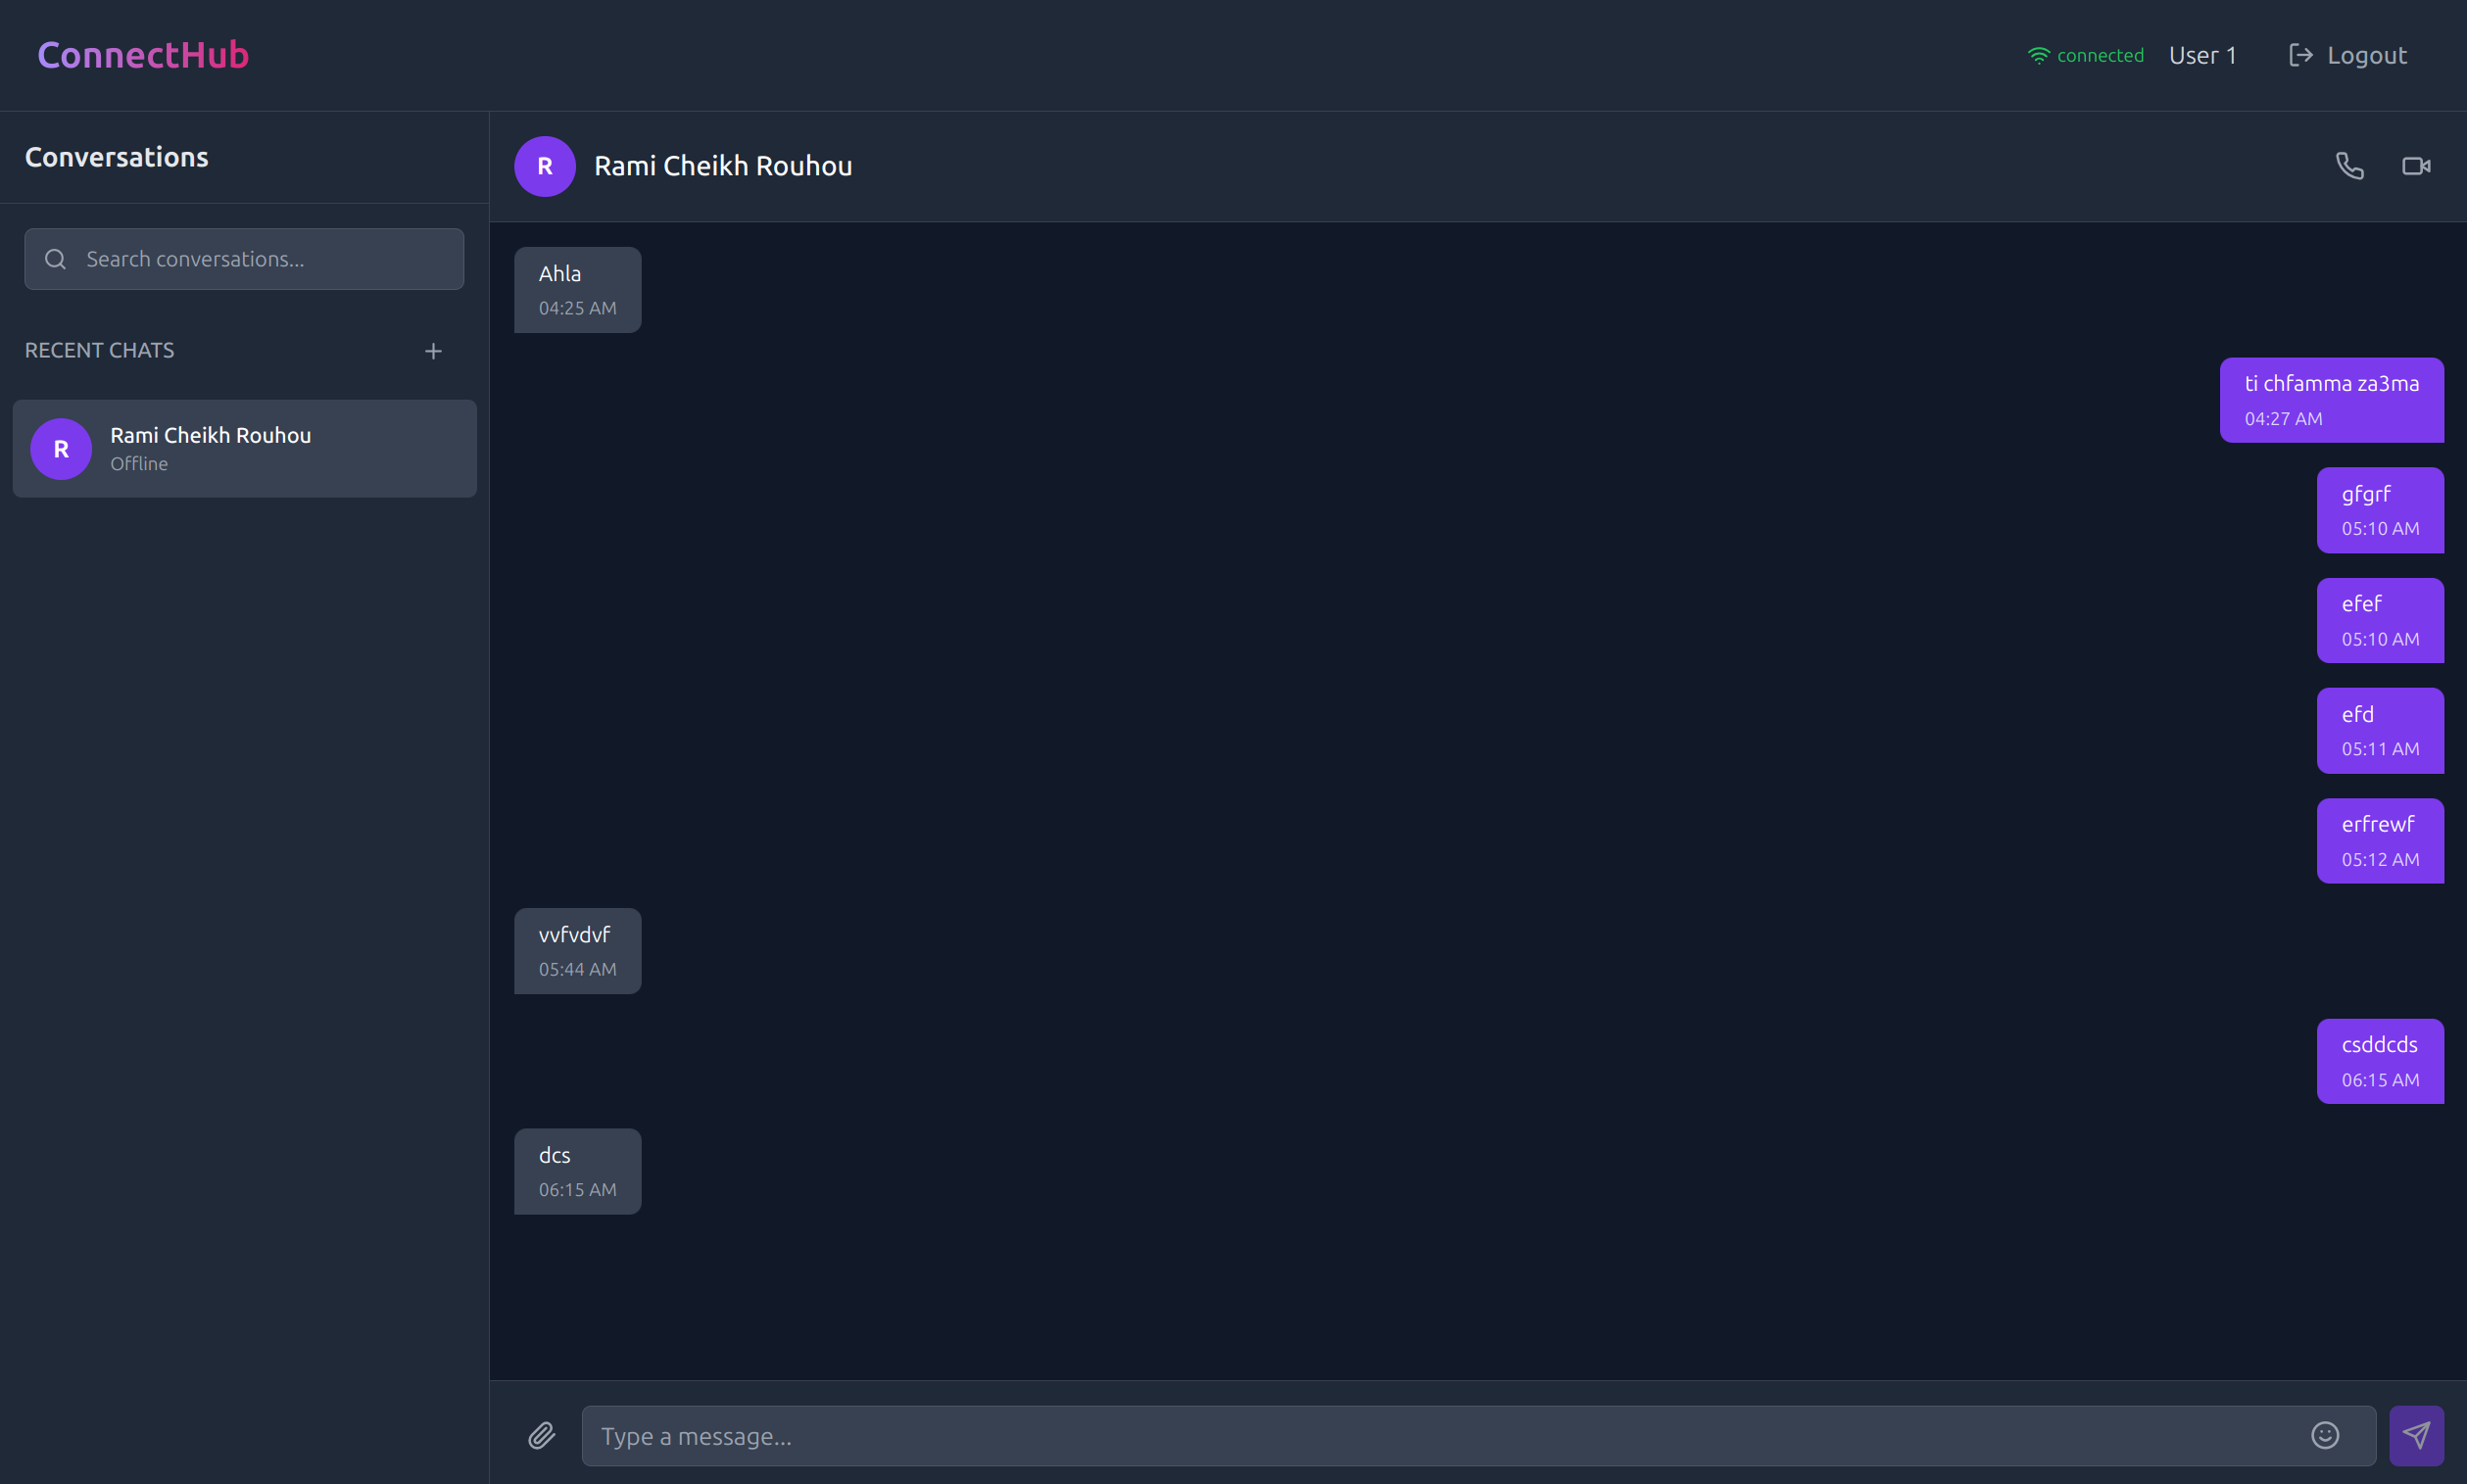 ConnectHub
connected
User 1
Logout
Conversations
Search conversations...
RECENT CHATS
R
Rami Cheikh Rouhou
Offline
R
Rami Cheikh Rouhou
Ahla
04:25 AM
ti chfamma za3ma
04:27 AM
gfgrf
05:10 AM
efef
05:10 AM
efd
05:11 AM
erfrewf
05:12 AM
vvfvdvf
05:44 AM
csddcds
06:15 AM
dcs
06:15 AM
Type a message...